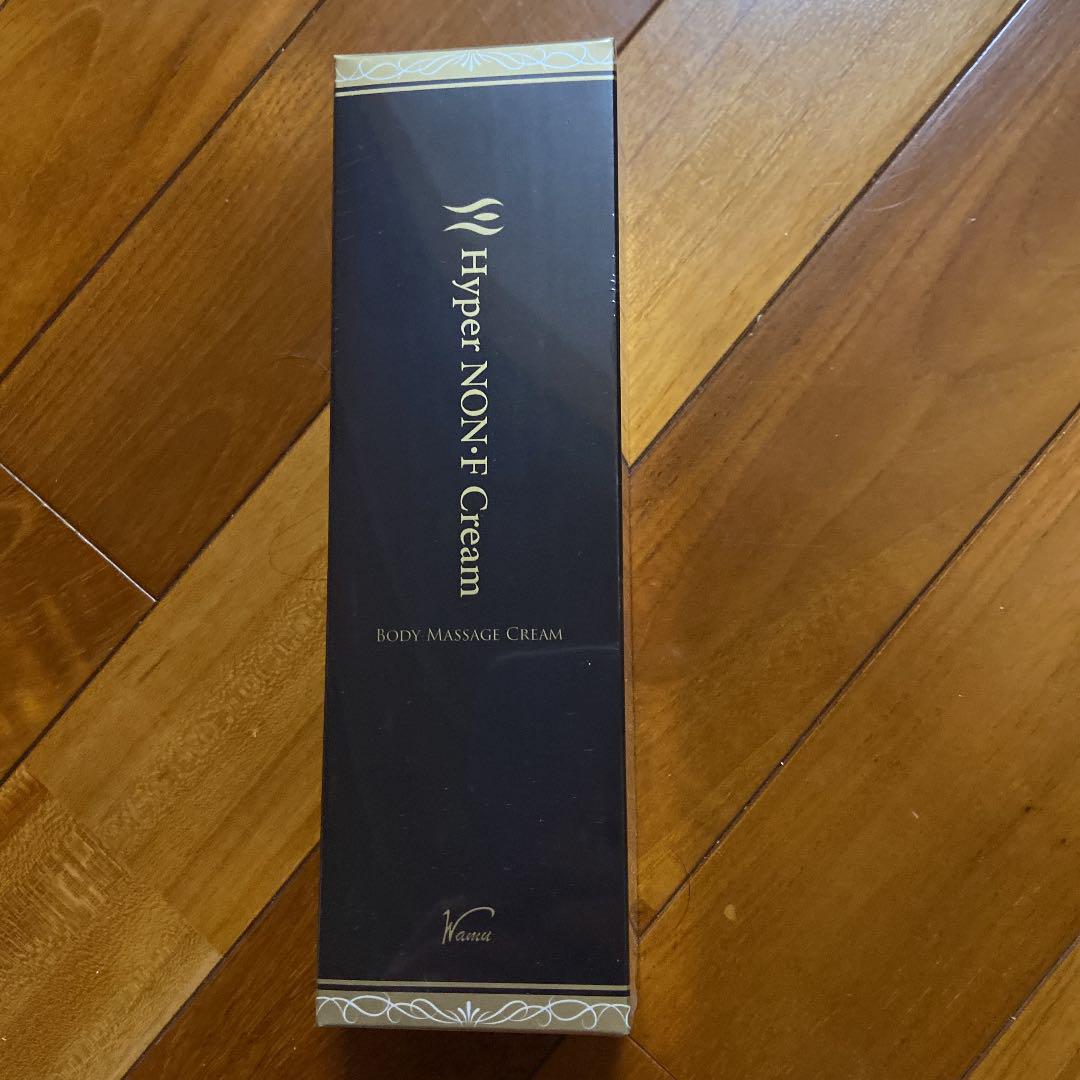 Hyper NON·F Cream
BODY MASSAGE CREAM
Wamu